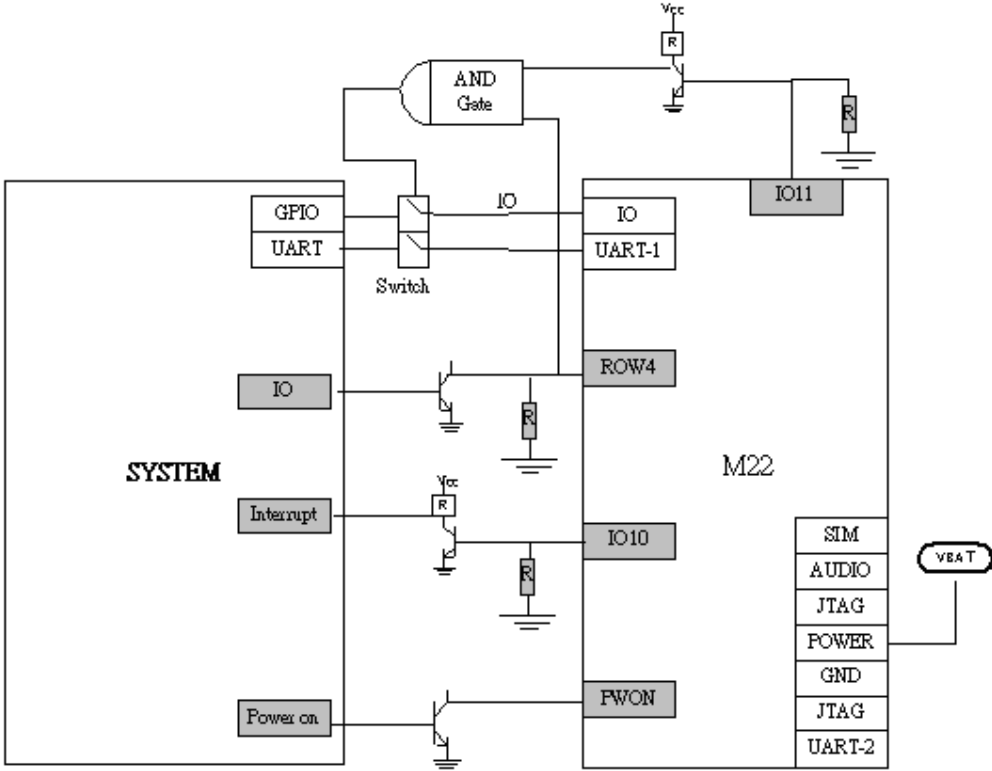 Vcc
R
AND
Gate
R
IO11
GPIO
IO
IO
UART
UART-1
Switch
ROW4
IO
R
SYSTEM
M22
Vcc
R
Interrupt
IO10
R
SIM
VBAT
AUDIO
JTAG
POWER
GND
PWON
Power on
JTAG
UART-2